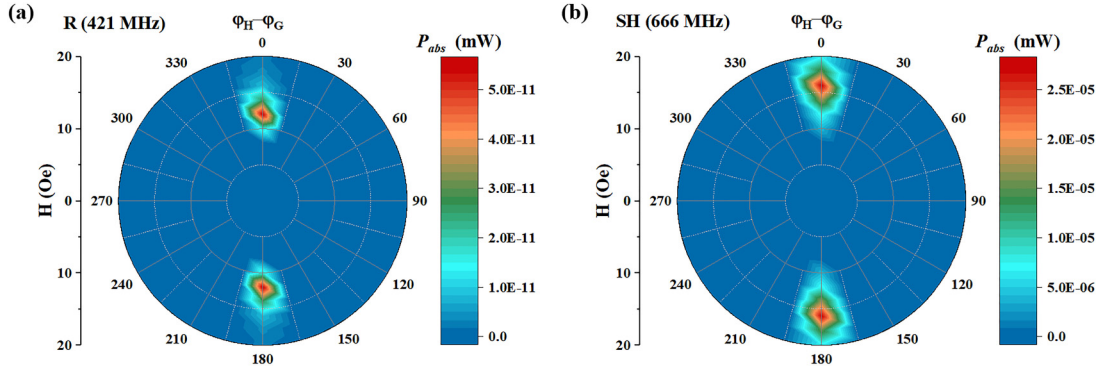 (a)
R (421 MHz)
φH–φG
Pabs (mW)
0
30
60
90
120
150
180
210
240
270
300
330
20
10
0
10
20
H (Oe)
5.0E-11
4.0E-11
3.0E-11
2.0E-11
1.0E-11
0.0
(b)
SH (666 MHz)
φH–φG
Pabs (mW)
0
30
60
90
120
150
180
210
240
270
300
330
20
10
0
10
20
H (Oe)
2.5E-05
2.0E-05
1.5E-05
1.0E-05
5.0E-06
0.0